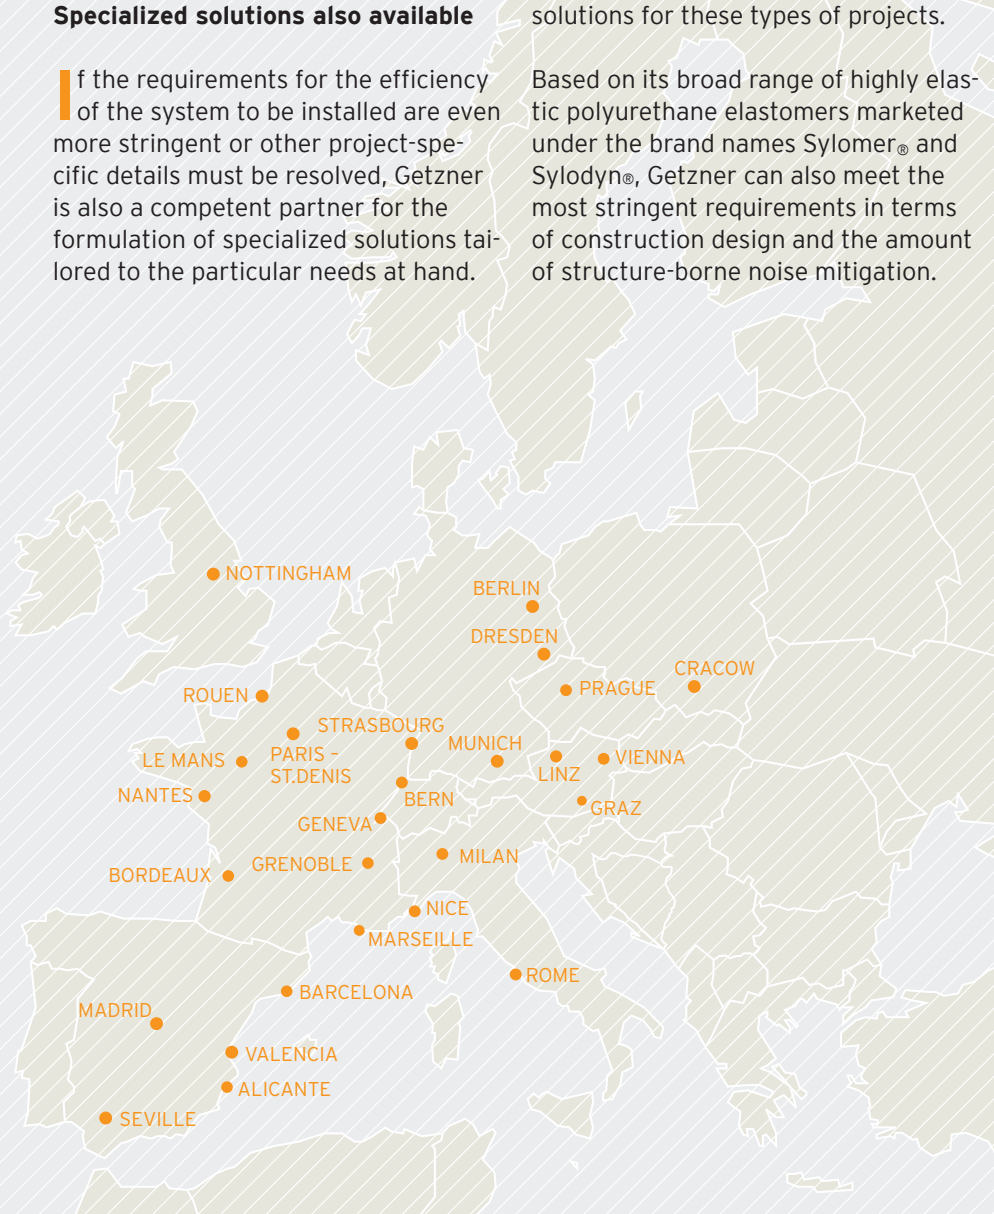 Specialized solutions also available
If the requirements for the efficiency
of the system to be installed are even
more stringent or other project-spe-
cific details must be resolved, Getzner
is also a competent partner for the
formulation of specialized solutions tai-
lored to the particular needs at hand.
solutions for these types of projects.
Based on its broad range of highly elas-
tic polyurethane elastomers marketed
under the brand names Sylomer® and
Sylodyn®, Getzner can also meet the
most stringent requirements in terms
of construction design and the amount
of structure-borne noise mitigation.
NOTTINGHAM
BERLIN
DRESDEN
CRACOW
PRAGUE
ROUEN
STRASBOURG
MUNICH
PARIS –
ST.DENIS
LE MANS
LINZ
VIENNA
NANTES
BERN
GRAZ
GENEVA
MILAN
GRENOBLE
BORDEAUX
NICE
MARSEILLE
ROME
BARCELONA
MADRID
VALENCIA
ALICANTE
SEVILLE